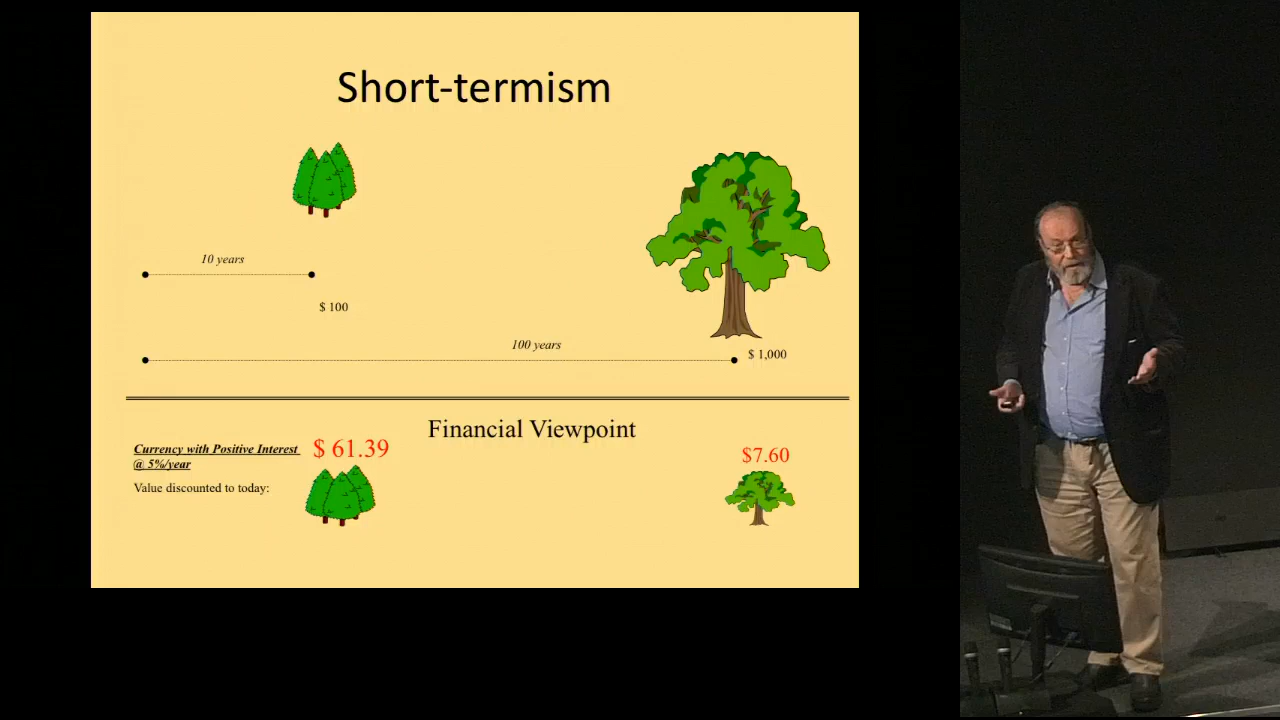 Short-termism
10 years
$ 100
100 years
$ 1,000
Financial Viewpoint
Currency with Positive Interest
@ 5%/year
$ 61.39
$7.60
Value discounted to today: